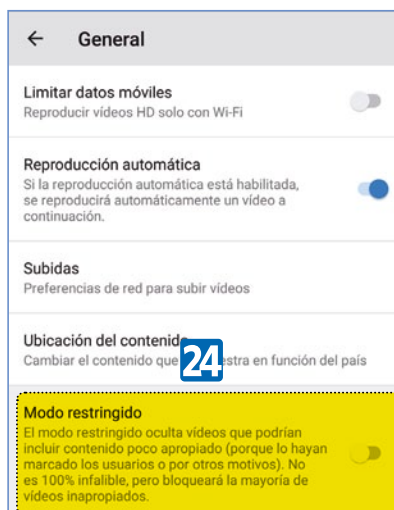 ← General
Limitar datos móviles
Reproducir vídeos HD solo con Wi-Fi
Reproducción automática
Si la reproducción automática está habilitada,
se reproducirá automáticamente un vídeo a
continuación.
Subidas
Preferencias de red para subir vídeos
Ubicación del contenido
Cambiar el contenido que estra en función del país
24
Modo restringido
El modo restringido oculta vídeos que podrían
incluir contenido poco apropiado (porque lo hayan
marcado los usuarios o por otros motivos). No
es 100% infalible, pero bloqueará la mayoría de
vídeos inapropiados.